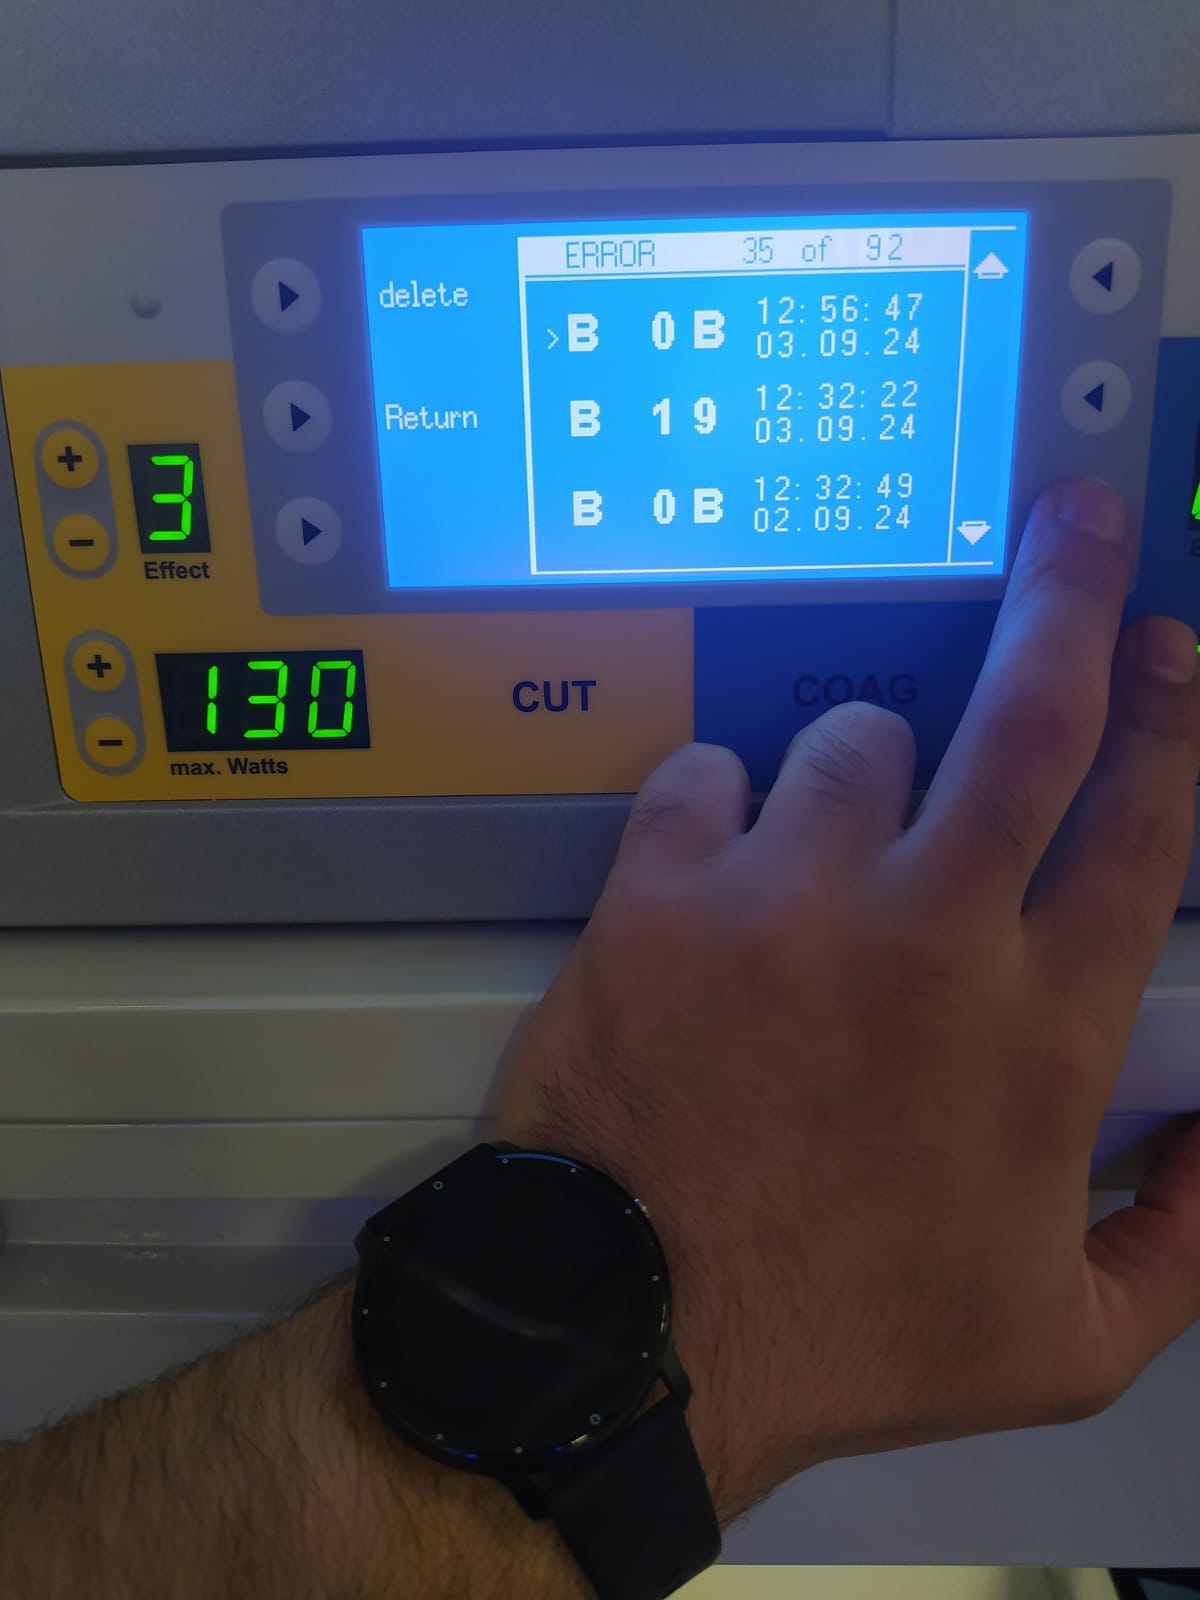 ERROR 35 of 92
delete
>B 0B 12:56:47
03.09.24
Return
B 19 12:32:22
03.09.24
B 0B 12:32:49
02.09.24
+
3
−
Effect
+
130
−
max. Watts
CUT
COAG